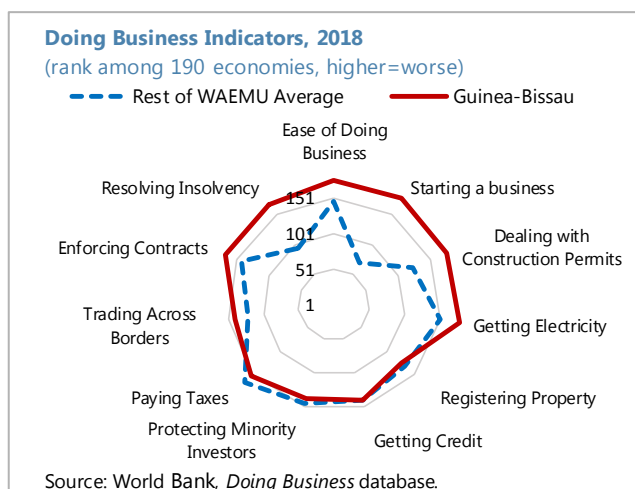 Doing Business Indicators, 2018
(rank among 190 economies, higher=worse)
Rest of WAEMU Average
Guinea-Bissau
Ease of Doing
Business
Resolving Insolvency
151
Starting a business
101
Enforcing Contracts
Dealing with
Construction Permits
51
1
Trading Across
Borders
Getting Electricity
Paying Taxes
Registering Property
Protecting Minority
Investors
Getting Credit
Source: World Bank, Doing Business database.